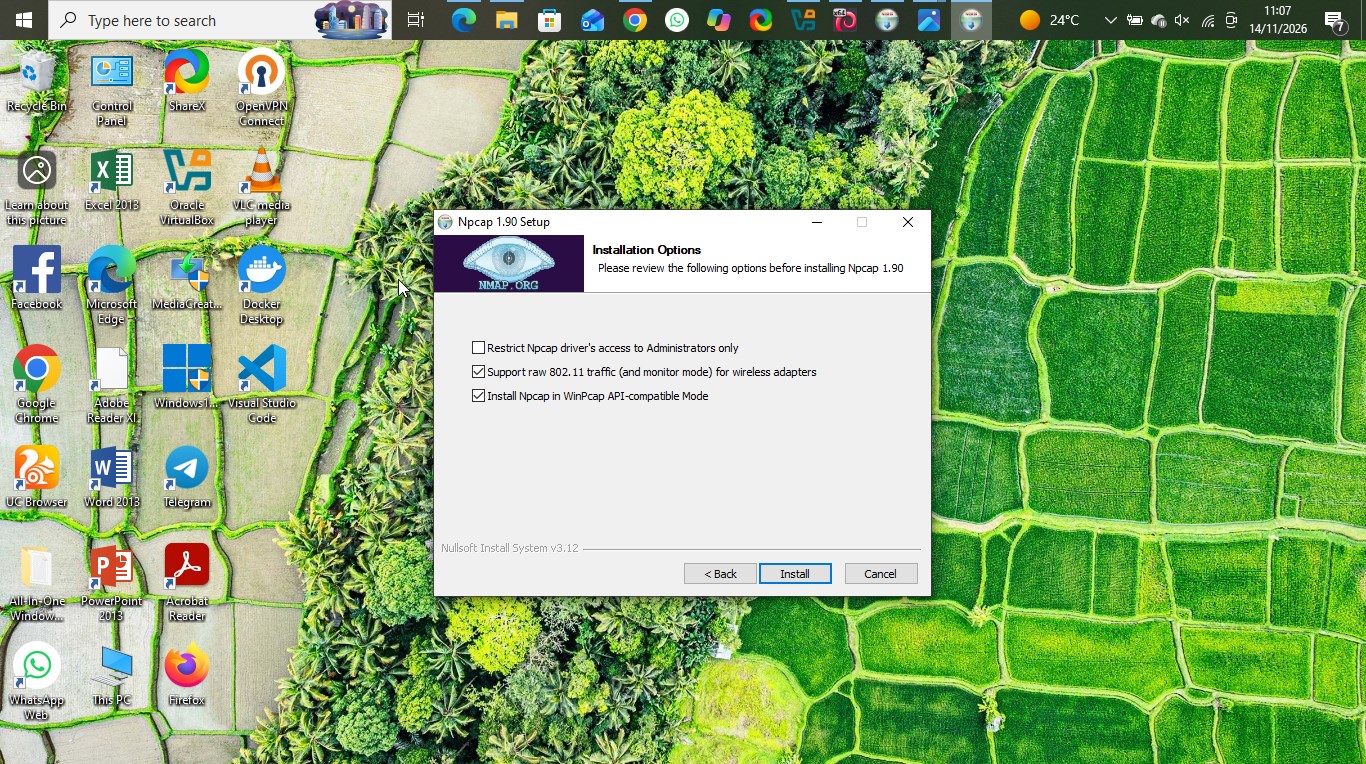 Type here to search
x64
24°C
11:07
14/11/2026
7
Recycle Bin
Control
Panel
ShareX
OpenVPN
Connect
Learn about
this picture
Excel 2013
Oracle
VirtualBox
VLC media
player
Facebook
Microsoft
Edge
MediaCreat...
Docker
Desktop
Google
Chrome
Adobe
Reader XI
Windows1...
Visual Studio
Code
UC Browser
Word 2013
Telegram
All-In-One
Window...
PowerPoint
2013
Acrobat
Reader
WhatsApp
Web
This PC
Firefox
Npcap 1.90 Setup
NMAP.ORG
Installation Options
Please review the following options before installing Npcap 1.90
Restrict Npcap driver's access to Administrators only
Support raw 802.11 traffic (and monitor mode) for wireless adapters
Install Npcap in WinPcap API-compatible Mode
Nullsoft Install System v3.12
< Back
Install
Cancel